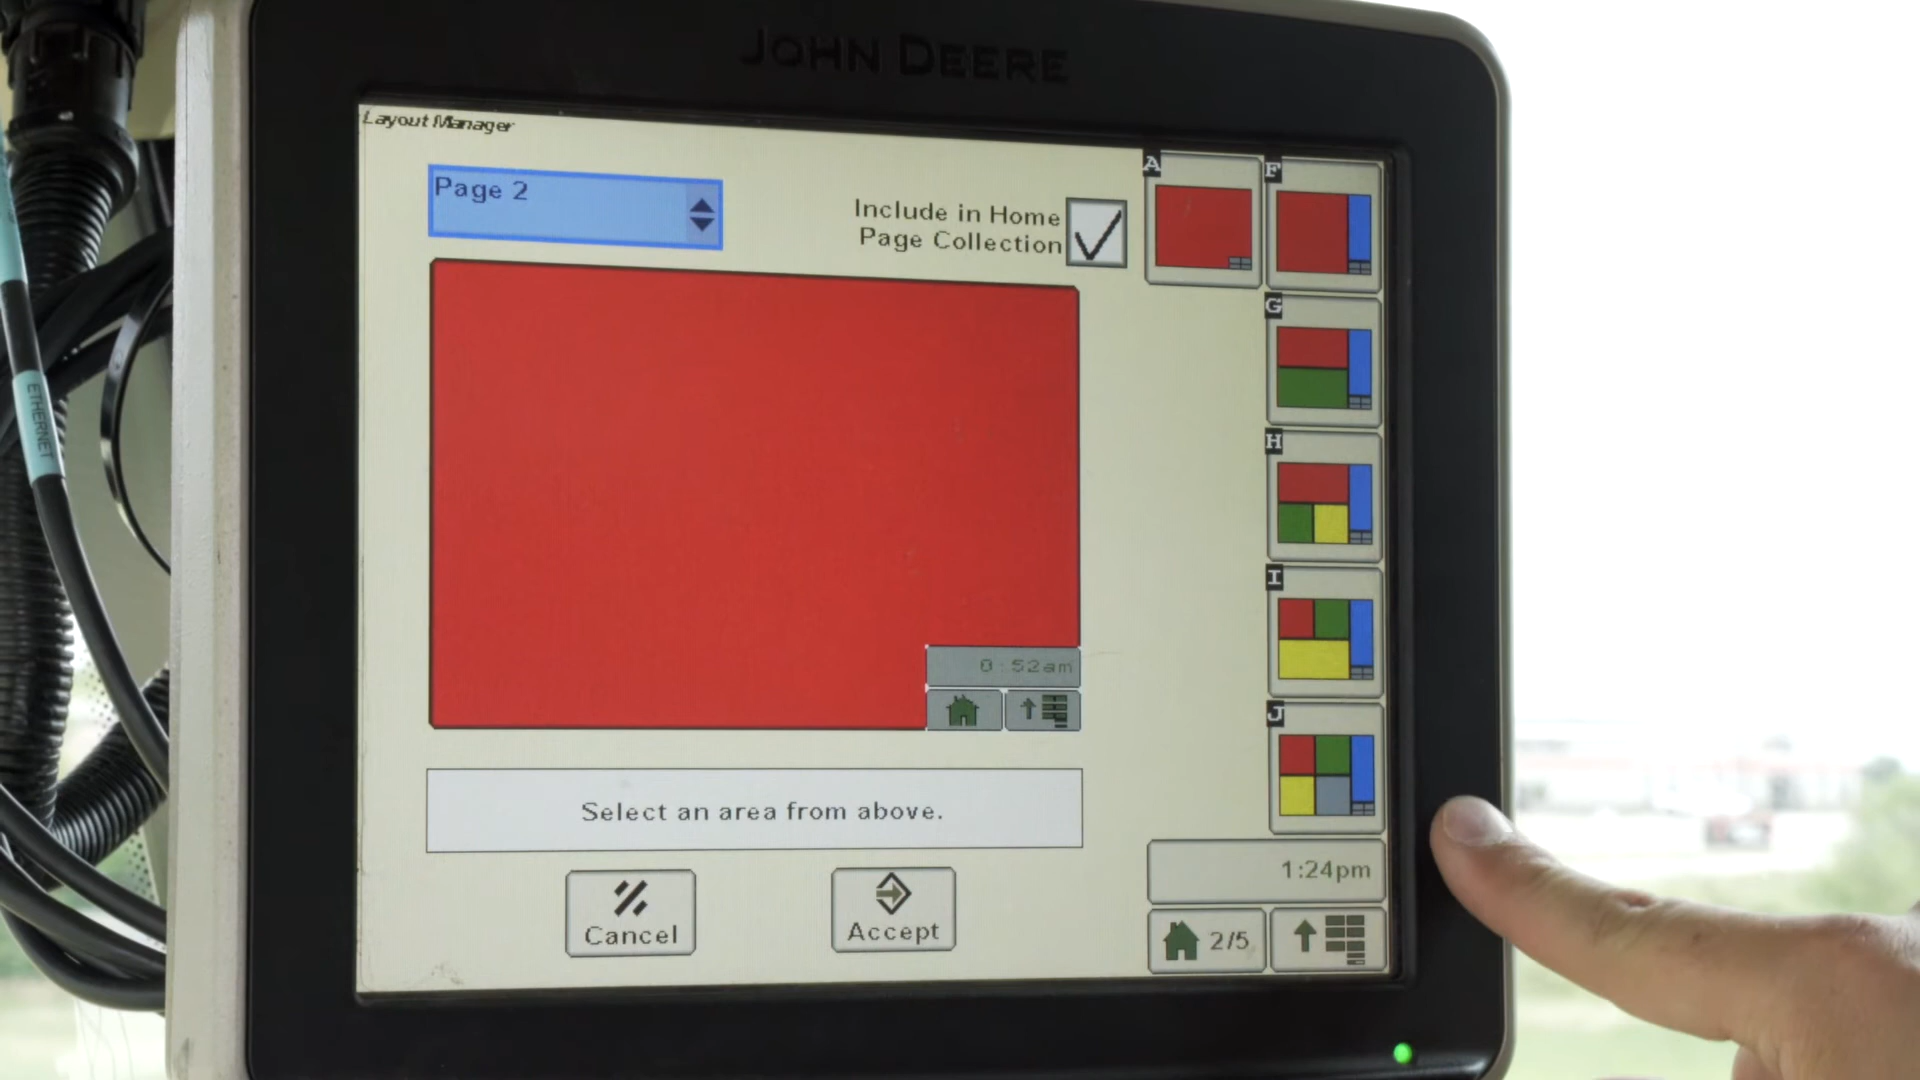 JOHN DEERE
Layout Manager
Page 2
Include in Home
Page Collection
A
F
G
H
I
J
0:52am
Select an area from above.
Cancel
Accept
1:24pm
2/5
ETHERNET